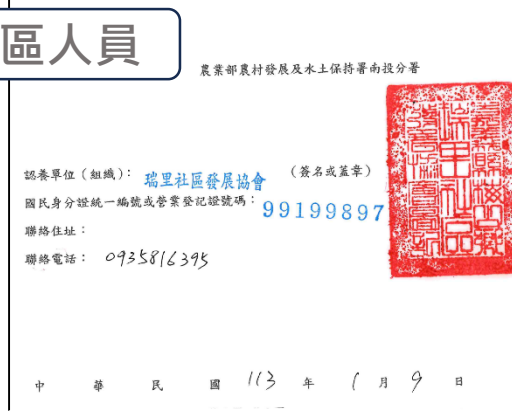 區人員
農業部農村發展及水土保持署南投分署
認養單位(組織): 瑞里社區發展協會 (簽名或蓋章)
國民身分證統一編號或營業登記證號碼: 99199897
聯絡住址:
聯絡電話: 0935816395
中華民國 113 年 1 月 9 日